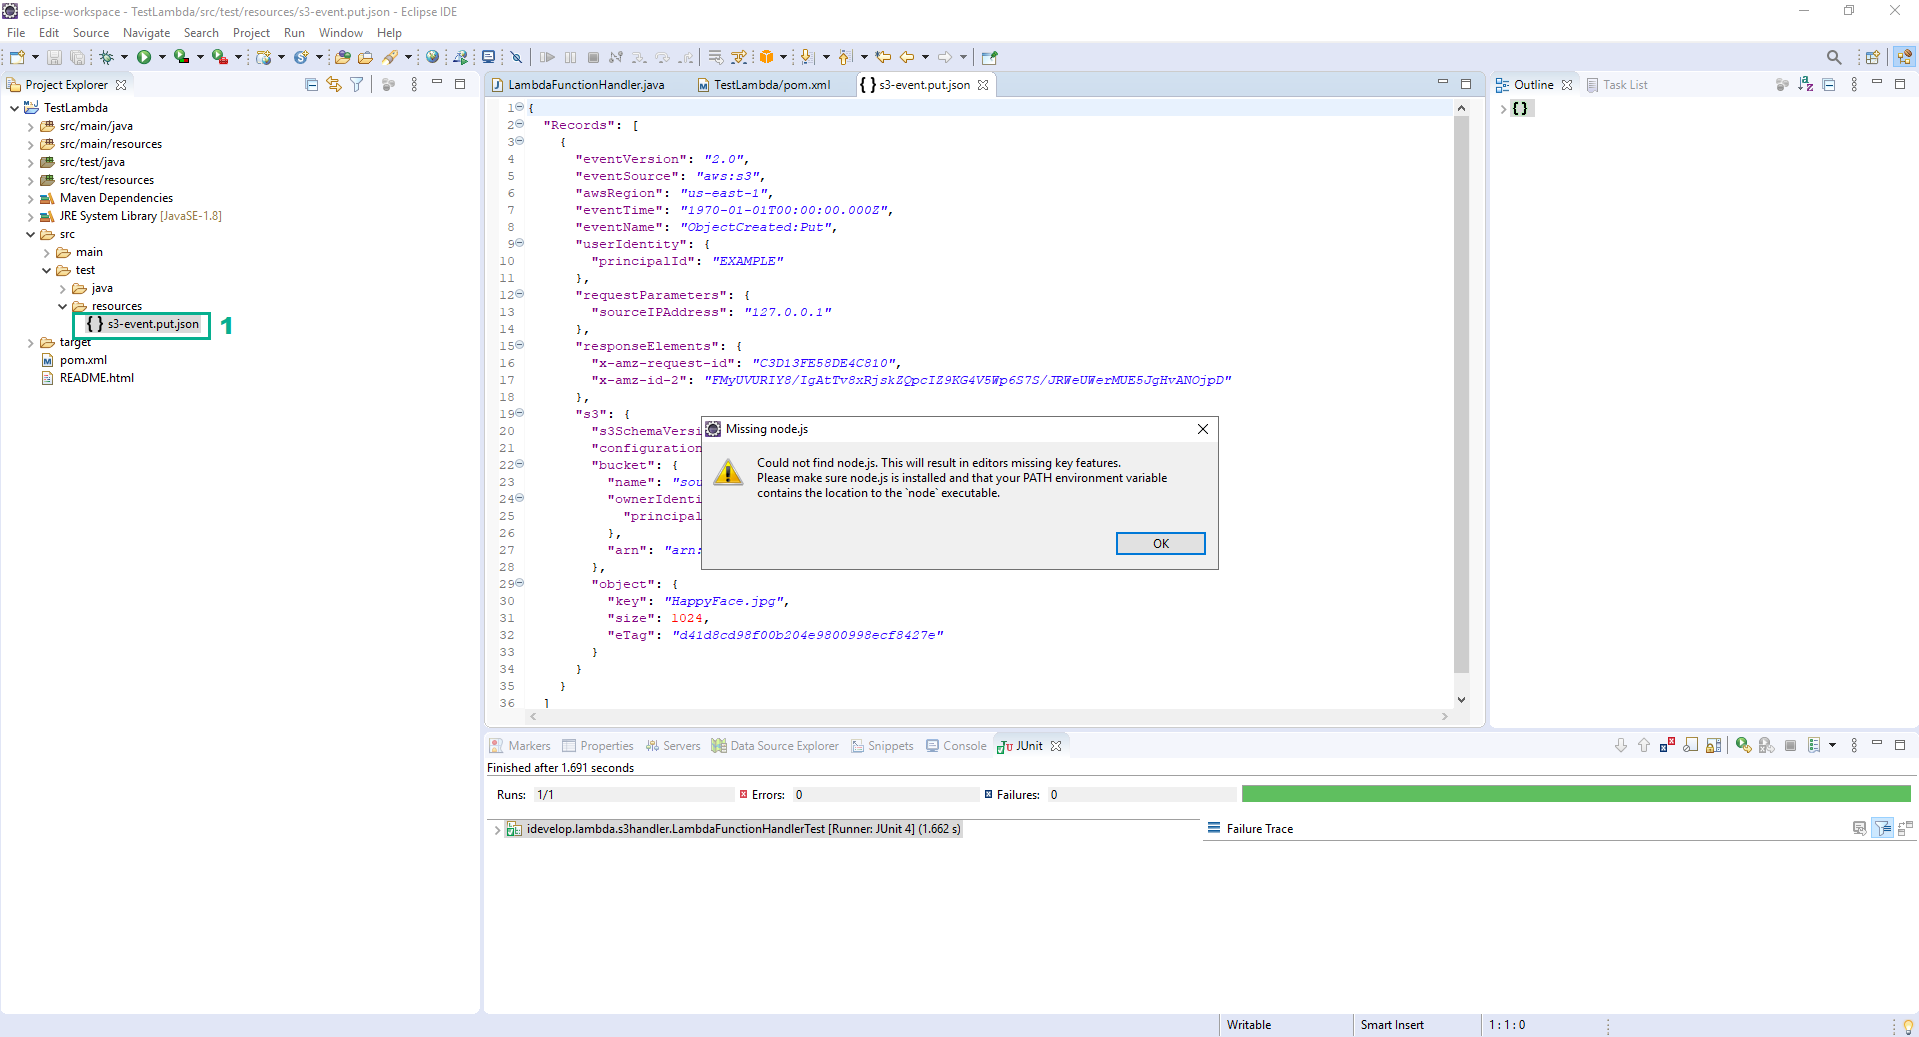 eclipse-workspace - TestLambda/src/test/resources/s3-event.put.json - Eclipse IDE
File Edit Source Navigate Search Project Run Window Help
Project Explorer
TestLambda
src/main/java
src/main/resources
src/test/java
src/test/resources
Maven Dependencies
JRE System Library [JavaSE-1.8]
src
main
test
java
resources
{ } s3-event.put.json 1
target
pom.xml
README.html
LambdaFunctionHandler.java TestLambda/pom.xml { } s3-event.put.json
1 {
2 "Records": [
3 {
4 "eventVersion": "2.0",
5 "eventSource": "aws:s3",
6 "awsRegion": "us-east-1",
7 "eventTime": "1970-01-01T00:00:00.000Z",
8 "eventName": "ObjectCreated:Put",
9 "userIdentity": {
10 "principalId": "EXAMPLE"
11 },
12 "requestParameters": {
13 "sourceIPAddress": "127.0.0.1"
14 },
15 "responseElements": {
16 "x-amz-request-id": "C3D13FE58DE4C810",
17 "x-amz-id-2": "FMyUVURIY8/IgAtTv8xRjskZQpcIZ9KG4V5Wp6S7S/JRWeUWerMUE5JgHvANOjpD"
18 },
19 "s3": {
20 "s3SchemaVersi
21 "configuration
22 "bucket": {
23 "name": "sou
24 "ownerIdenti
25 "principal
26 },
27 "arn": "arn:
28 },
29 "object": {
30 "key": "HappyFace.jpg",
31 "size": 1024,
32 "eTag": "d41d8cd98f00b204e9800998ecf8427e"
33 }
34 }
35 }
36 ]
Missing node.js
Could not find node.js. This will result in editors missing key features.
Please make sure node.js is installed and that your PATH environment variable
contains the location to the `node` executable.
OK
Outline Task List
{ }
Markers Properties Servers Data Source Explorer Snippets Console JUnit
Finished after 1.691 seconds
Runs: 1/1 Errors: 0 Failures: 0
idevelop.lambda.s3handler.LambdaFunctionHandlerTest [Runner: JUnit 4] (1.662 s)
Failure Trace
Writable Smart Insert 1 : 1 : 0